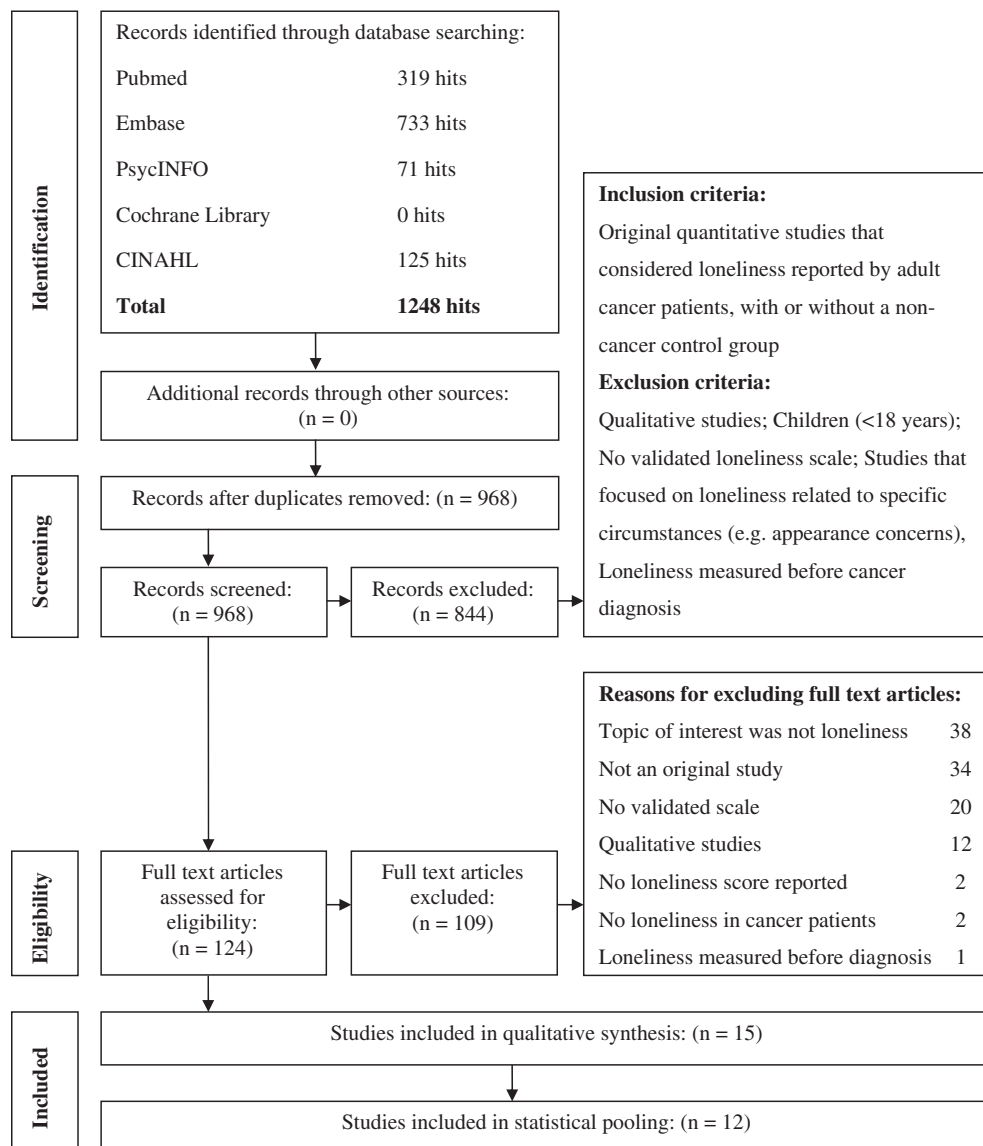 Identification
Records identified through database searching:
Pubmed 319 hits
Embase 733 hits
PsycINFO 71 hits
Cochrane Library 0 hits
CINAHL 125 hits
Total 1248 hits
Additional records through other sources:
(n = 0)
Screening
Records after duplicates removed: (n = 968)
Records screened:
(n = 968)
Records excluded:
(n = 844)
Inclusion criteria:
Original quantitative studies that
considered loneliness reported by adult
cancer patients, with or without a non-
cancer control group
Exclusion criteria:
Qualitative studies; Children (<18 years);
No validated loneliness scale; Studies that
focused on loneliness related to specific
circumstances (e.g. appearance concerns),
Loneliness measured before cancer
diagnosis
Eligibility
Full text articles
assessed for
eligibility:
(n = 124)
Full text articles
excluded:
(n = 109)
Reasons for excluding full text articles:
Topic of interest was not loneliness 38
Not an original study 34
No validated scale 20
Qualitative studies 12
No loneliness score reported 2
No loneliness in cancer patients 2
Loneliness measured before diagnosis 1
Included
Studies included in qualitative synthesis: (n = 15)
Studies included in statistical pooling: (n = 12)